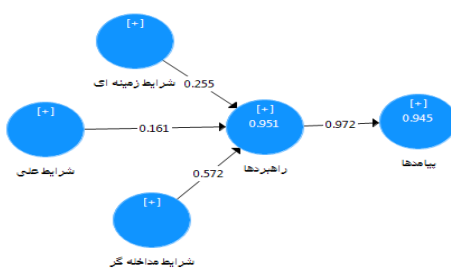 [+]
شرایط زمینه ای
0.255
[+]
شرایط علی
0.161
[+]
0.951
راهبردها
0.972
[+]
0.945
پیامدها
0.572
[+]
شرایط مداخله گر